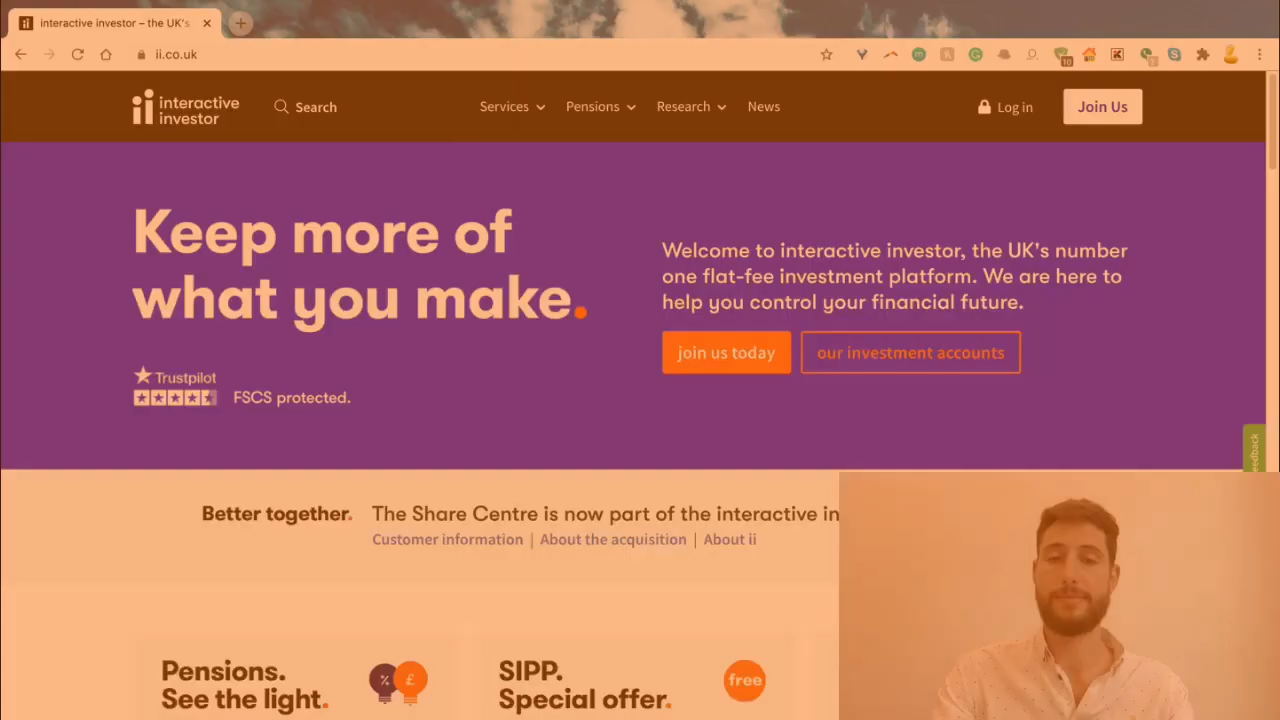 interactive investor – the UK's
ii.co.uk
10
1
interactive
investor
Search
Services
Pensions
Research
News
Log in
Join Us
Keep more of
what you make.
Trustpilot
FSCS protected.
Welcome to interactive investor, the UK's number
one flat-fee investment platform. We are here to
help you control your financial future.
join us today
our investment accounts
Better together.
The Share Centre is now part of the interactive in
Customer information | About the acquisition | About ii
Pensions.
See the light.
% £
SIPP.
Special offer.
free